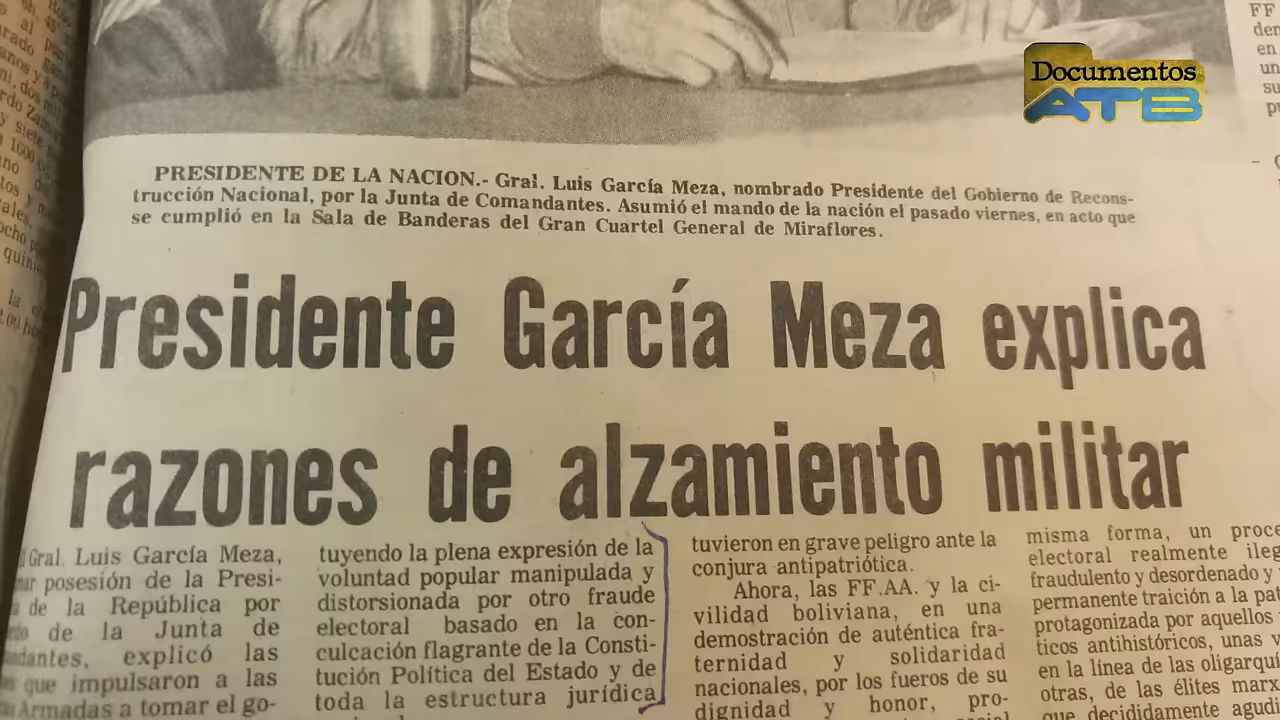 Documentos
ATB
PRESIDENTE DE LA NACION.- Gral. Luis García Meza, nombrado Presidente del Gobierno de Recons-
trucción Nacional, por la Junta de Comandantes. Asumió el mando de la nación el pasado viernes, en acto que
se cumplió en la Sala de Banderas del Gran Cuartel General de Miraflores.
Presidente García Meza explica
razones de alzamiento militar
Gral. Luis García Meza,
posesión de la Presi-
de la República por
de la Junta de
explicó las
que impulsaron a las
Armadas a tomar el go-
tuyendo la plena expresión de la
voluntad popular manipulada y
distorsionada por otro fraude
electoral basado en la con-
culcación flagrante de la Consti-
tución Política del Estado y de
toda la estructura jurídica
tuvieron en grave peligro ante la
conjura antipatriótica.
Ahora, las FF.AA. y la ci-
vilidad boliviana, en una
demostración de auténtica fra-
ternidad y solidaridad
nacionales, por los fueros de su
dignidad y honor, pro-
misma forma, un proce
electoral realmente ileg
fraudulento y desordenado y
permanente traición a la pat
protagonizada por aquellos
ticos antihistóricos, unas
en la línea de las oligarquí
otras, de las élites marx
que decididamente agudi
FF
den
en
un
su